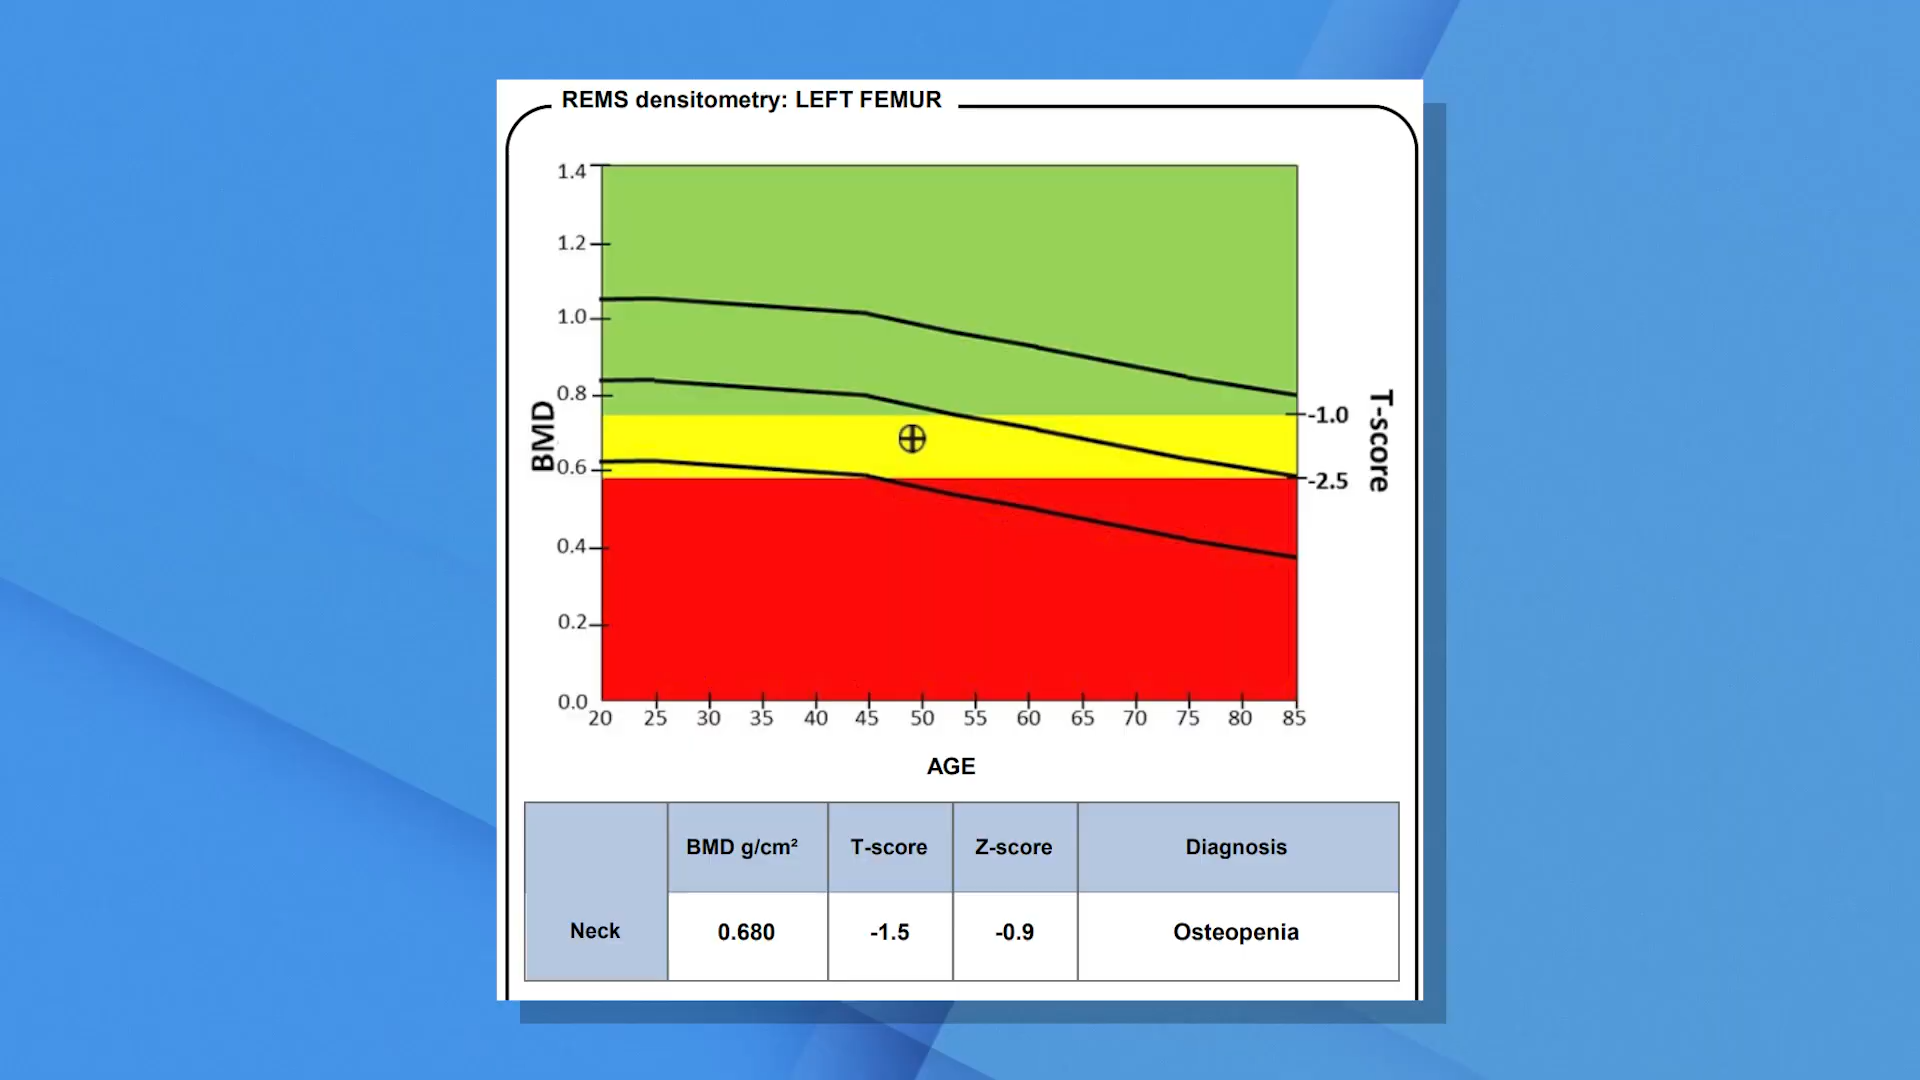 REMS densitometry: LEFT FEMUR
1.4
1.2
1.0
0.8
0.6
0.4
0.2
0.0
BMD
-1.0
-2.5
T-score
20 25 30 35 40 45 50 55 60 65 70 75 80 85
AGE
BMD g/cm² T-score Z-score Diagnosis
Neck 0.680 -1.5 -0.9 Osteopenia